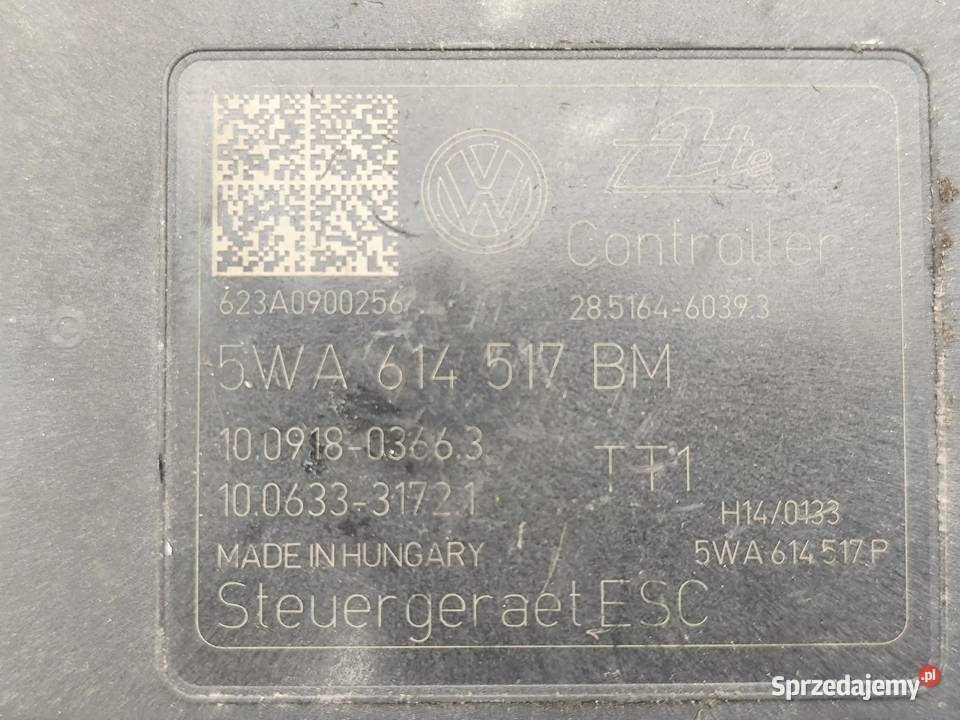 Ate
Controller
623A0900256
28.5164-6039.3
5WA 614 517 BM
10.0918-0366.3
TT1
10.0633-3172.1
H14/0133
MADE IN HUNGARY
5WA 614 517 P
Steuergeraet ESC
Sprzedajemy.pl